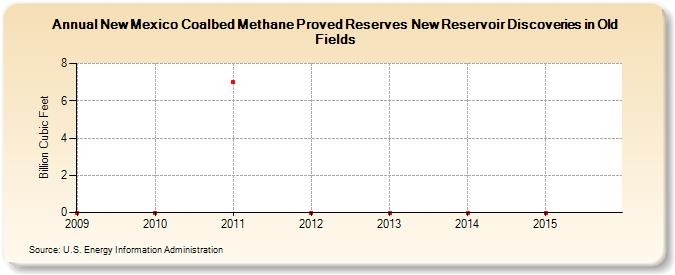 Annual New Mexico Coalbed Methane Proved Reserves New Reservoir Discoveries in Old
Fields
Billion Cubic Feet
8
6
4
2
0
2009 2010 2011 2012 2013 2014 2015
Source: U.S. Energy Information Administration